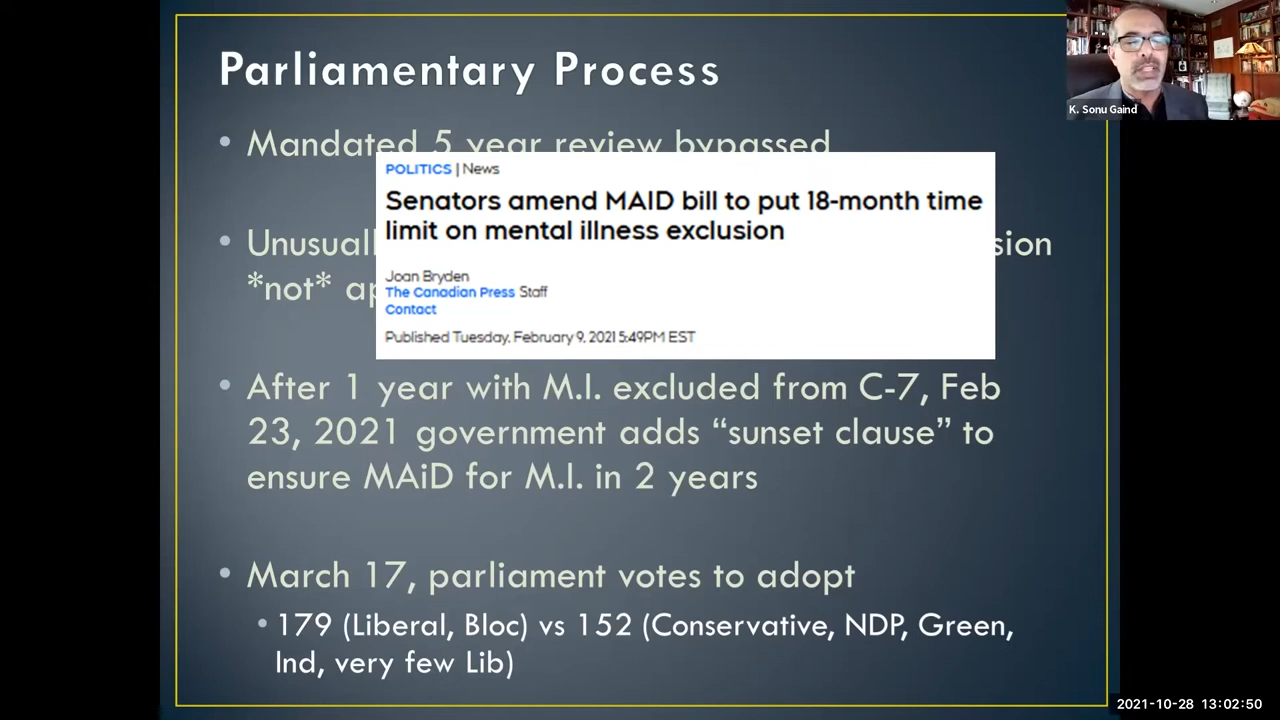 Parliamentary Process
K. Sonu Gaind
• Mandated 5 year review bypassed
POLITICS | News
Senators amend MAID bill to put 18-month time
limit on mental illness exclusion
Joan Bryden
The Canadian Press Staff
Contact
Published Tuesday, February 9, 2021 5:49PM EST
• *not*
• After 1 year with M.I. excluded from C-7, Feb
23, 2021 government adds “sunset clause” to
ensure MAiD for M.I. in 2 years
• March 17, parliament votes to adopt
• 179 (Liberal, Bloc) vs 152 (Conservative, NDP, Green,
Ind, very few Lib)
2021-10-28 13:02:50